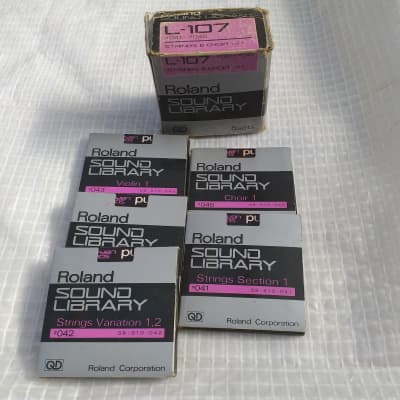 L-107
STRINGS & CHOIR
L-107
Roland
SOUND
LIBRARY
QD
Roland
SOUND
LIBRARY
Violin 1
#043
Roland
SOUND
LIBRARY
Choir 1
Roland
SOUND
LIBRARY
Roland
SOUND
LIBRARY
Strings Section 1
#041
QD Roland Corporation
Roland
SOUND
LIBRARY
Strings Variation 1,2
#042
QD Roland Corporation